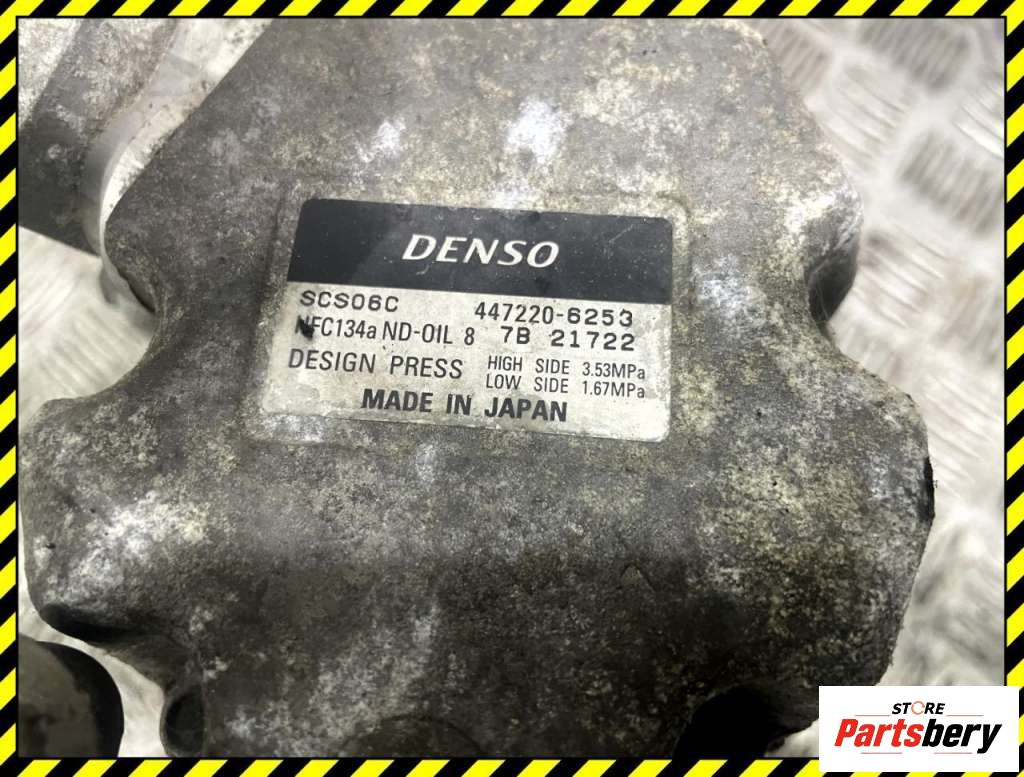 DENSO
SCS06C 447220-6253
NFC134a ND-OIL 8 7B 21722
DESIGN PRESS HIGH SIDE 3.53MPa
LOW SIDE 1.67MPa
MADE IN JAPAN
STORE
Partsbery